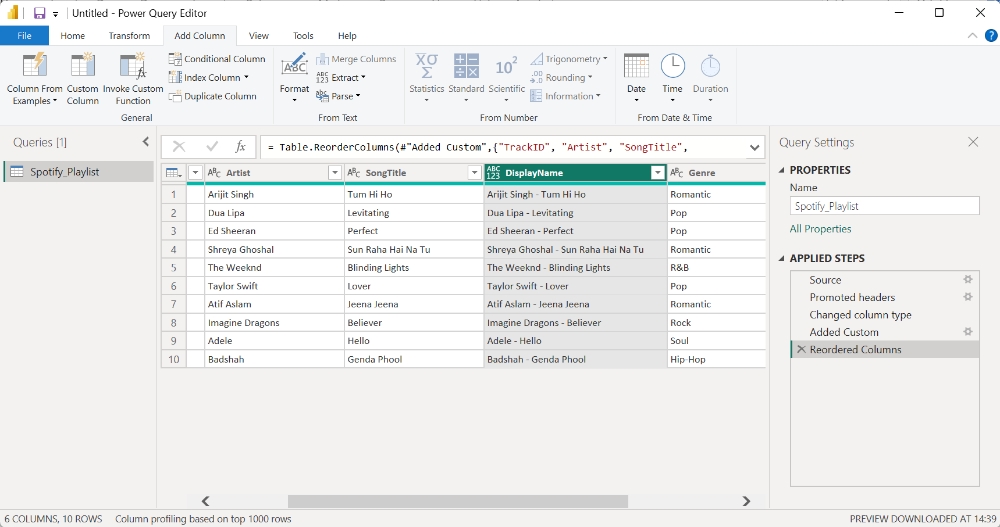 Untitled - Power Query Editor
File Home Transform Add Column View Tools Help
Column From Examples
Custom Column
Invoke Custom Function
Conditional Column
Index Column
Duplicate Column
General
Format
Merge Columns
Extract
Parse
From Text
Statistics
Standard
Scientific
10²
Trigonometry
Rounding
Information
From Number
Date
Time
Duration
From Date & Time
Queries [1]
Spotify_Playlist
fx = Table.ReorderColumns(#"Added Custom",{"TrackID", "Artist", "SongTitle",
ABC Artist ABC SongTitle ABC 123 DisplayName ABC Genre
1 Arijit Singh Tum Hi Ho Arijit Singh - Tum Hi Ho Romantic
2 Dua Lipa Levitating Dua Lipa - Levitating Pop
3 Ed Sheeran Perfect Ed Sheeran - Perfect Pop
4 Shreya Ghoshal Sun Raha Hai Na Tu Shreya Ghoshal - Sun Raha Hai Na Tu Romantic
5 The Weeknd Blinding Lights The Weeknd - Blinding Lights R&B
6 Taylor Swift Lover Taylor Swift - Lover Pop
7 Atif Aslam Jeena Jeena Atif Aslam - Jeena Jeena Romantic
8 Imagine Dragons Believer Imagine Dragons - Believer Rock
9 Adele Hello Adele - Hello Soul
10 Badshah Genda Phool Badshah - Genda Phool Hip-Hop
Query Settings
PROPERTIES
Name
Spotify_Playlist
All Properties
APPLIED STEPS
Source
Promoted headers
Changed column type
Added Custom
Reordered Columns
6 COLUMNS, 10 ROWS Column profiling based on top 1000 rows
PREVIEW DOWNLOADED AT 14:39